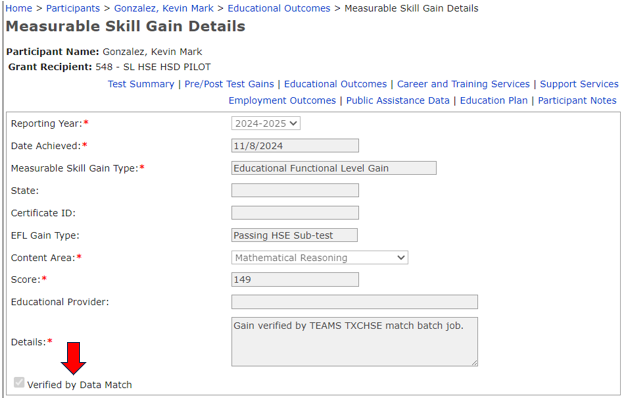 Home > Participants > Gonzalez, Kevin Mark > Educational Outcomes > Measurable Skill Gain Details
Measurable Skill Gain Details
Participant Name: Gonzalez, Kevin Mark
Grant Recipient: 548 - SL HSE HSD PILOT
Test Summary | Pre/Post Test Gains | Educational Outcomes | Career and Training Services | Support Services
Employment Outcomes | Public Assistance Data | Education Plan | Participant Notes
Reporting Year:* 2024-2025
Date Achieved:* 11/8/2024
Measurable Skill Gain Type:* Educational Functional Level Gain
State:
Certificate ID:
EFL Gain Type: Passing HSE Sub-test
Content Area:* Mathematical Reasoning
Score:* 149
Educational Provider:
Details:* Gain verified by TEAMS TXCHSE match batch job.
Verified by Data Match